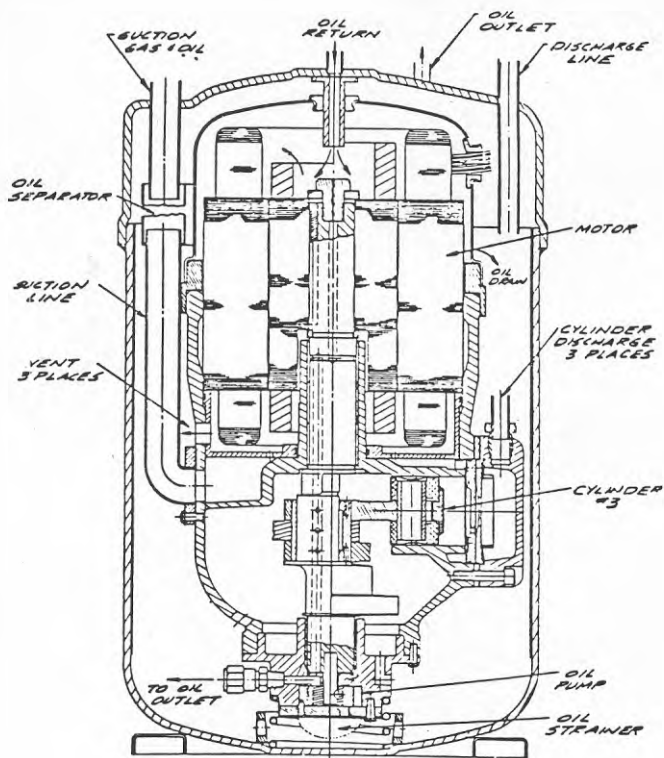 SUCTION
GAS & OIL
OIL
RETURN
OIL
OUTLET
DISCHARGE
LINE
OIL
SEPARATOR
MOTOR
SUCTION
LINE
OIL
DRAIN
VENT
3 PLACES
CYLINDER
DISCHARGE
3 PLACES
CYLINDER
#3
TO OIL
OUTLET
OIL
PUMP
OIL
STRAINER